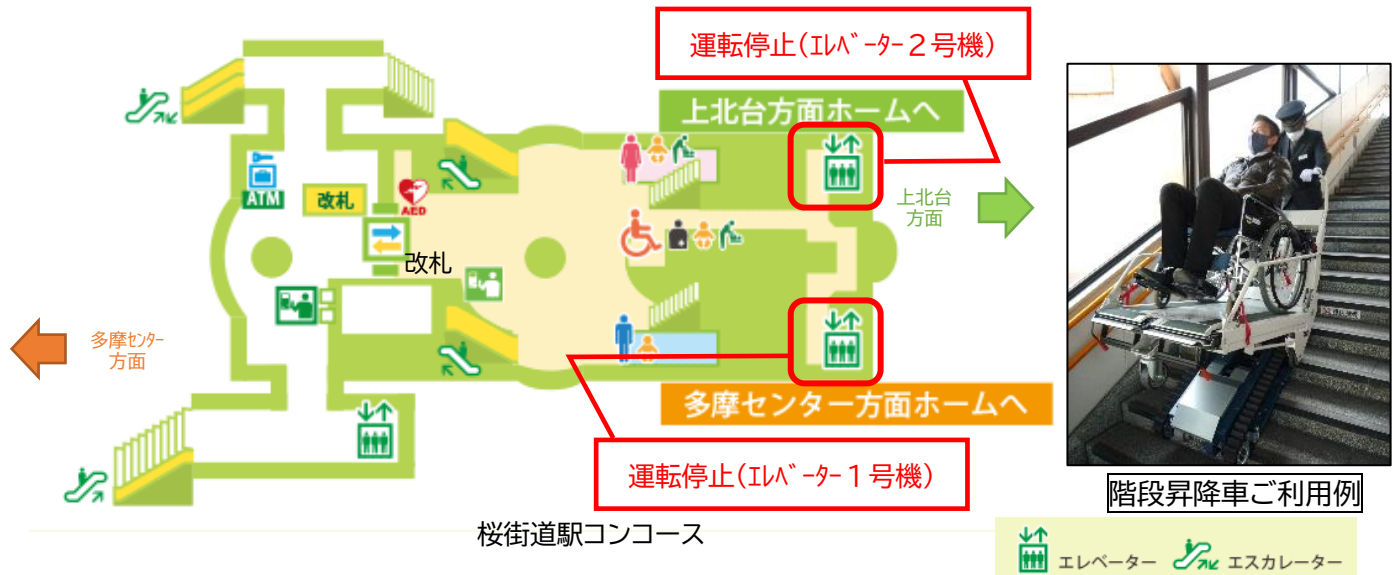 運転停止(ｴﾚﾍﾞｰﾀｰ２号機)
上北台方面ホームへ
ATM
改札
AED
改札
上北台
方面
多摩ｾﾝﾀｰ
方面
多摩センター方面ホームへ
運転停止(ｴﾚﾍﾞｰﾀｰ１号機)
階段昇降車ご利用例
桜街道駅コンコース
エレベーター エスカレーター